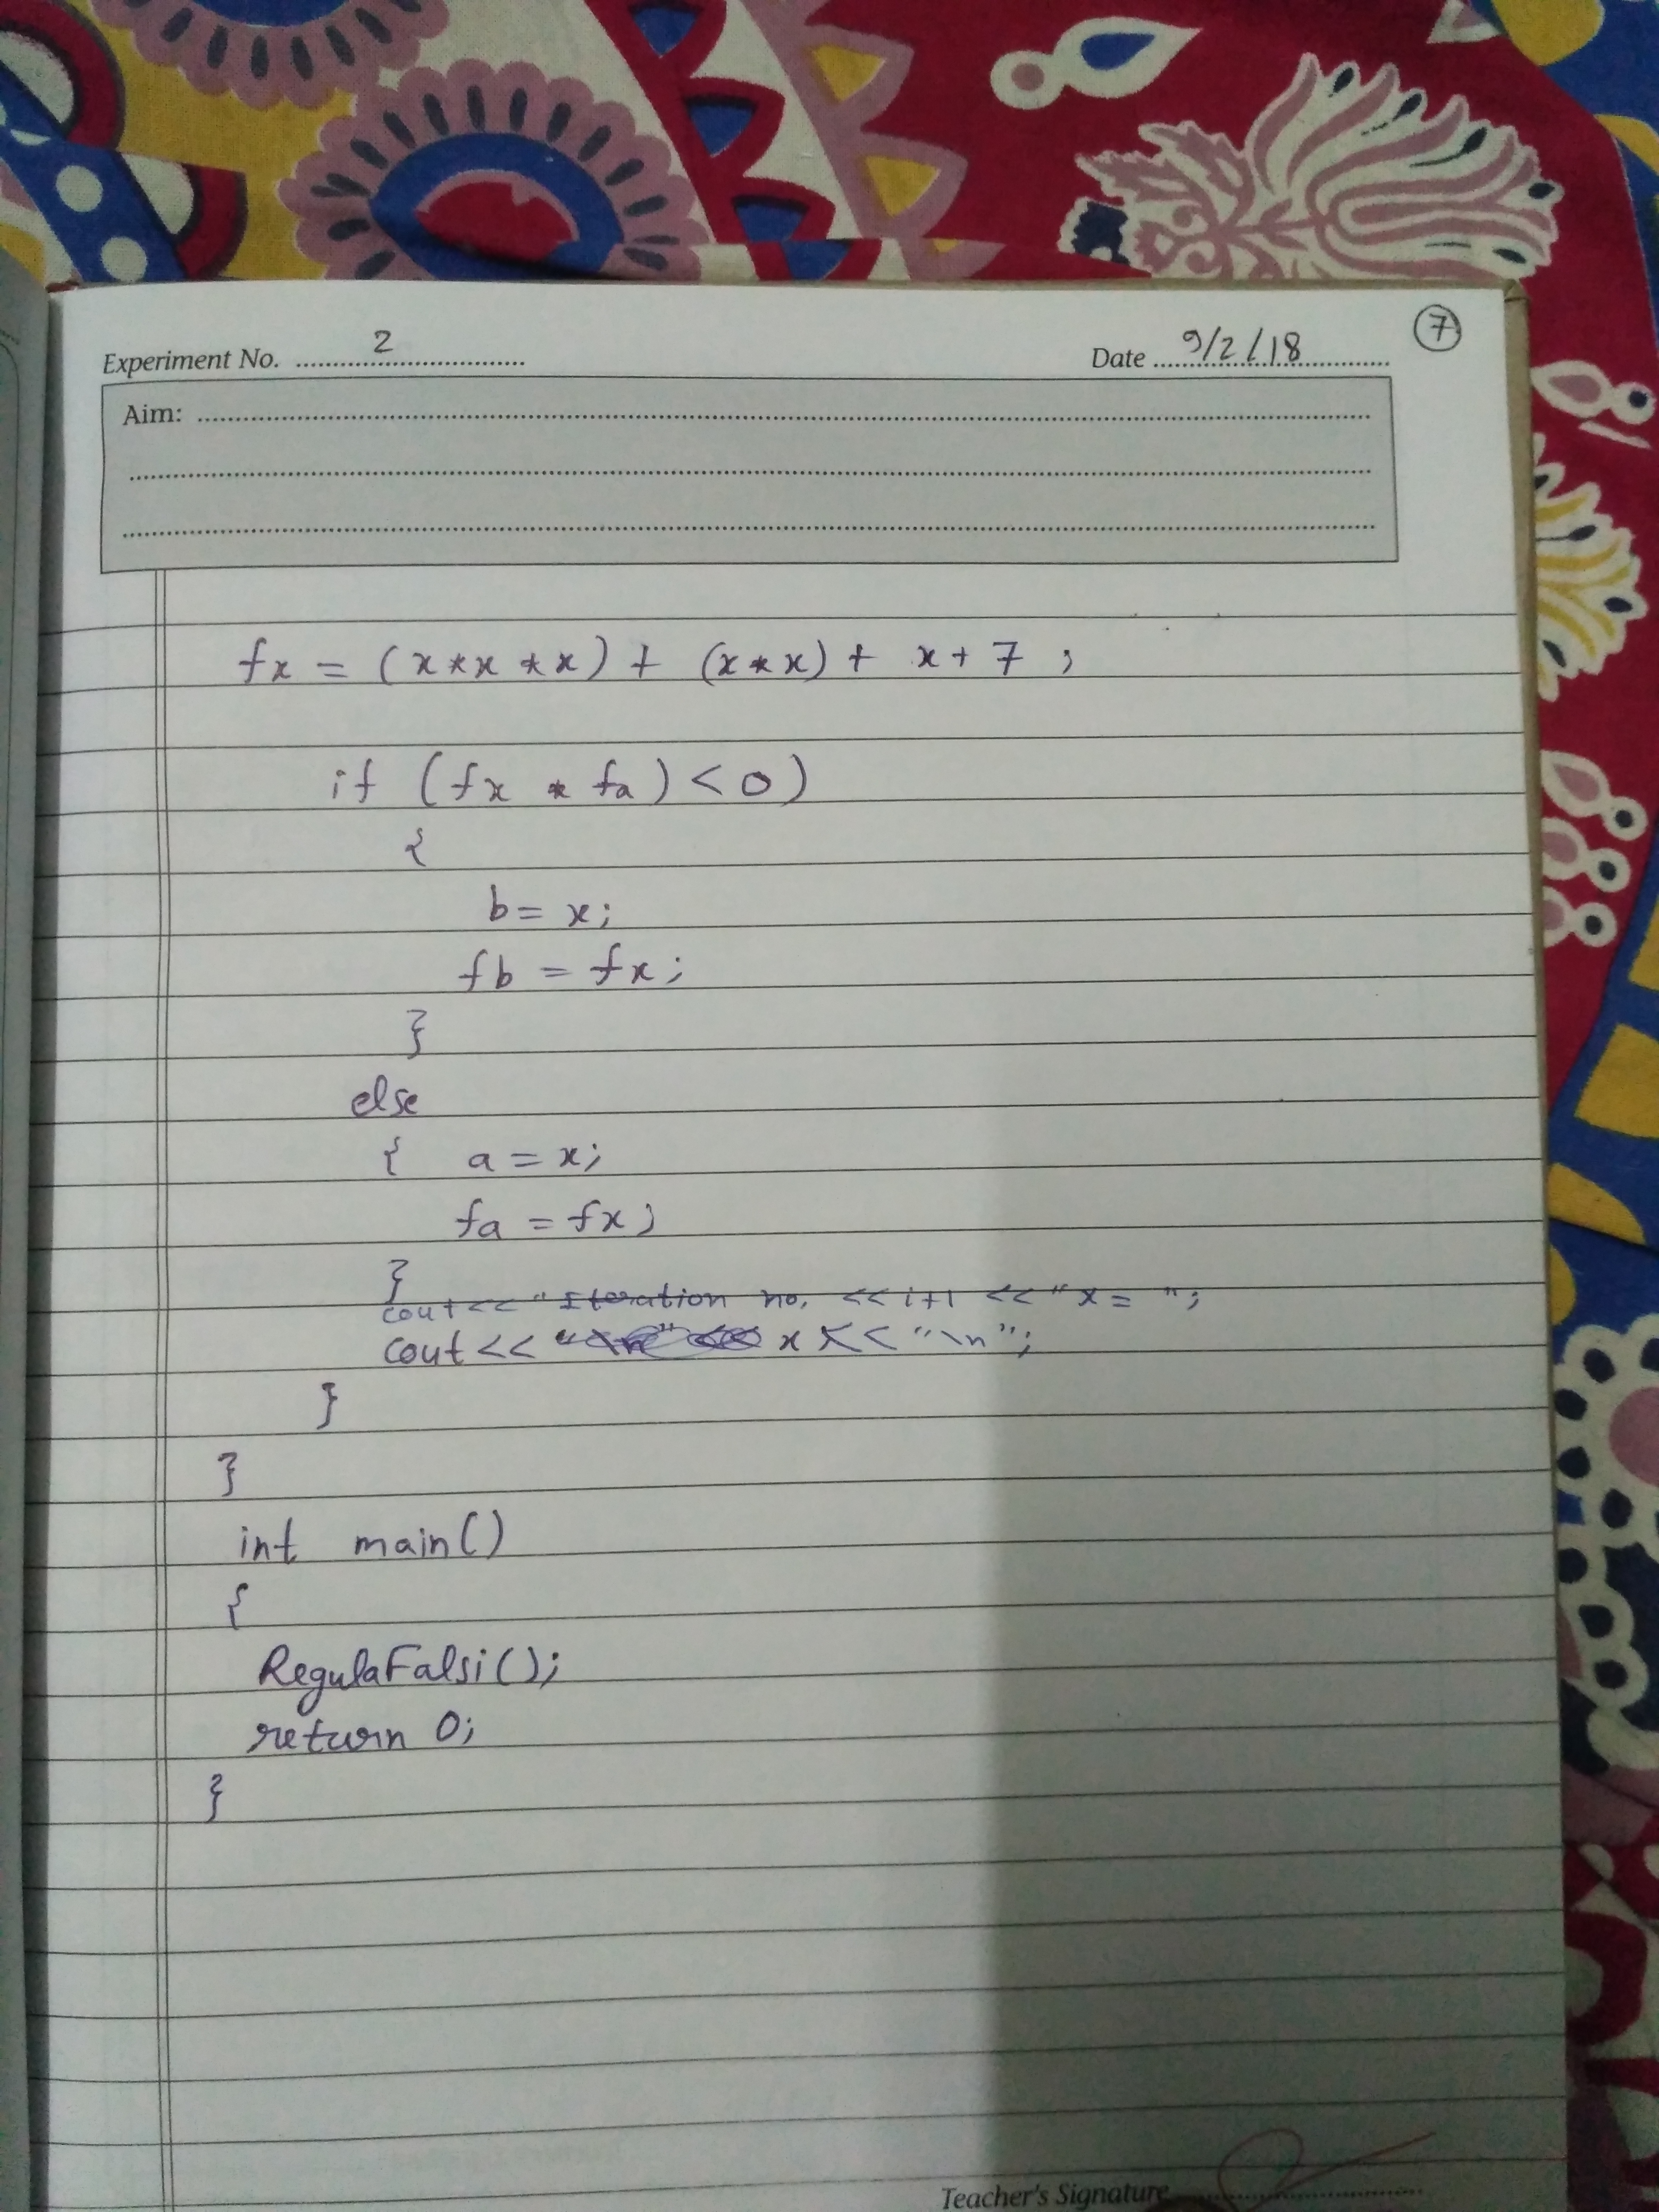 7
Experiment No. 2
Date 9/2/18
Aim:
fx = (x*x*x) + (x*x) + x+7 ;
if (fx * fa) <0)
{
b= x;
fb = fx;
}
else
{ a = x;
fa = fx;
}
cout<< "Iteration no. << i+1 << "x = ";
cout << x << "\n";
}
}
int main()
{
RegulaFalsi();
return 0;
}
Teacher's Signature